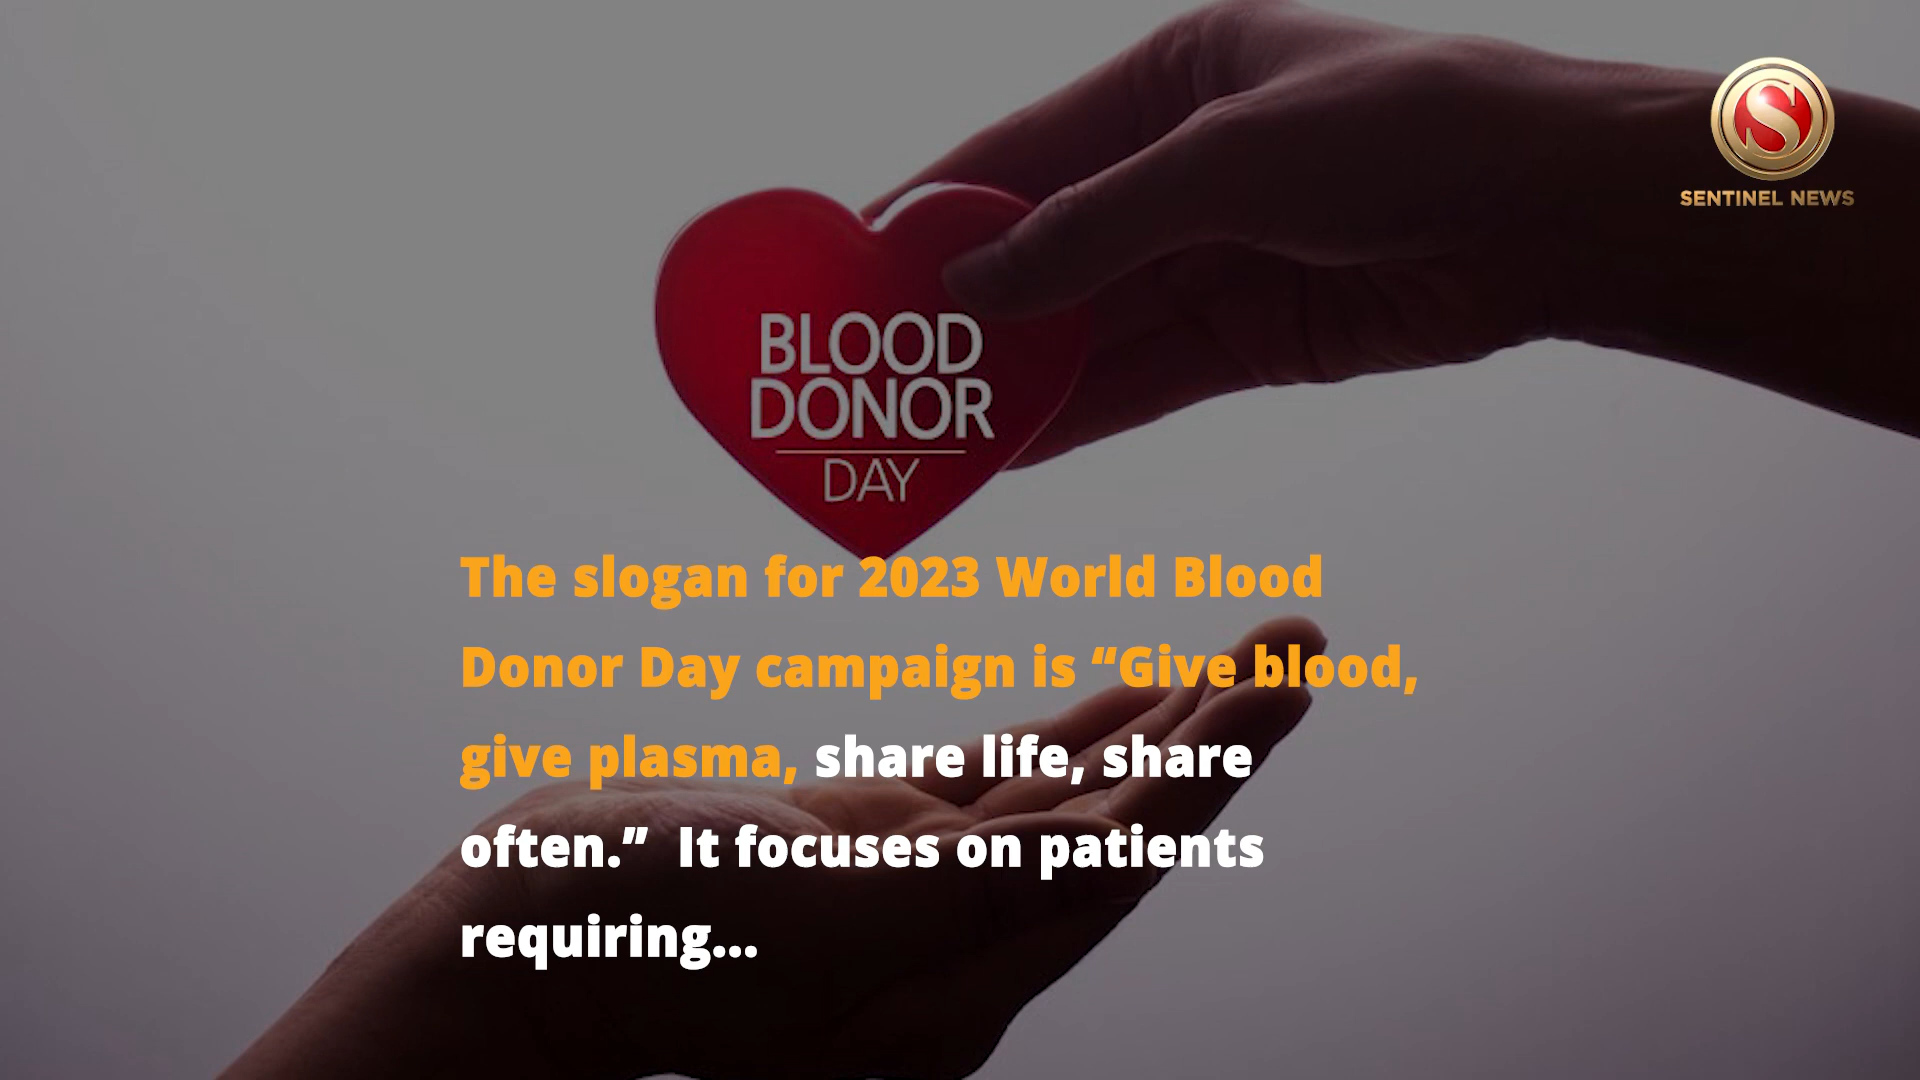 SENTINEL NEWS
BLOOD
DONOR
DAY
The slogan for 2023 World Blood
Donor Day campaign is “Give blood,
give plasma, share life, share
often.”  It focuses on patients
requiring...